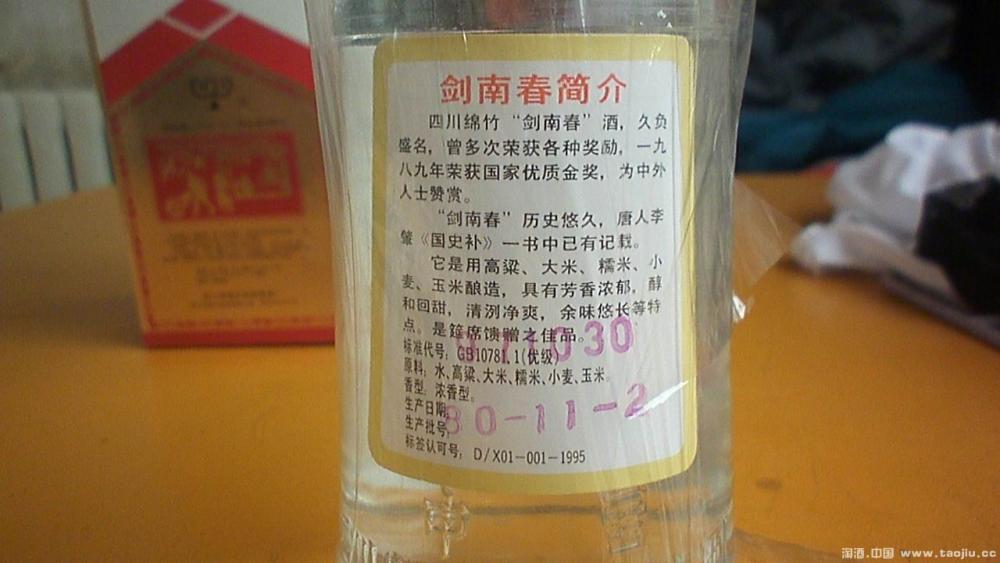 剑南春简介
四川绵竹“剑南春”酒，久负
盛名，曾多次荣获各种奖励，一九
八九年荣获国家优质金奖，为中外
人士赞赏。
“剑南春”历史悠久，唐人李
肇《国史补》一书中已有记载。
它是用高粱、大米、糯米、小
麦、玉米酿造，具有芳香浓郁，醇
和回甜，清洌净爽，余味悠长等特
点。是筵席馈赠之佳品。
标准代号：GB10781.1(优级)
971030
原料：水、高粱、大米、糯米、小麦、玉米。
香型：浓香型。
生产日期
80-11-2
生产批号
标签认可号：D/X01-001-1995
淘酒.中国 www.taojiu.cc